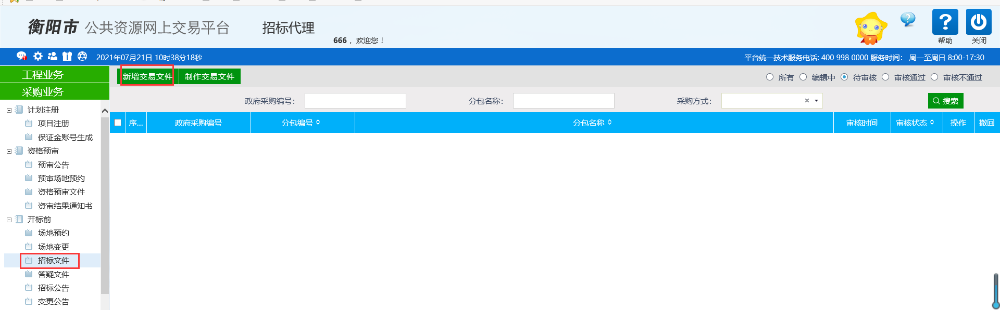 衡阳市 公共资源网上交易平台 招标代理
666 ，欢迎您！
帮助 关闭
2021年07月21日 10时38分18秒
平台统一技术服务电话: 400 998 0000 服务时间： 周一至周日 8:00-17:30
工程业务
采购业务
新增交易文件 制作交易文件
所有 编辑中 待审核 审核通过 审核不通过
政府采购编号： 分包名称： 采购方式： 搜索
序... 政府采购编号 分包编号 分包名称 审核时间 审核状态 操作 撤回
计划注册
项目注册
保证金账号生成
资格预审
预审公告
预审场地预约
资格预审文件
资审结果通知书
开标前
场地预约
场地变更
招标文件
答疑文件
招标公告
变更公告